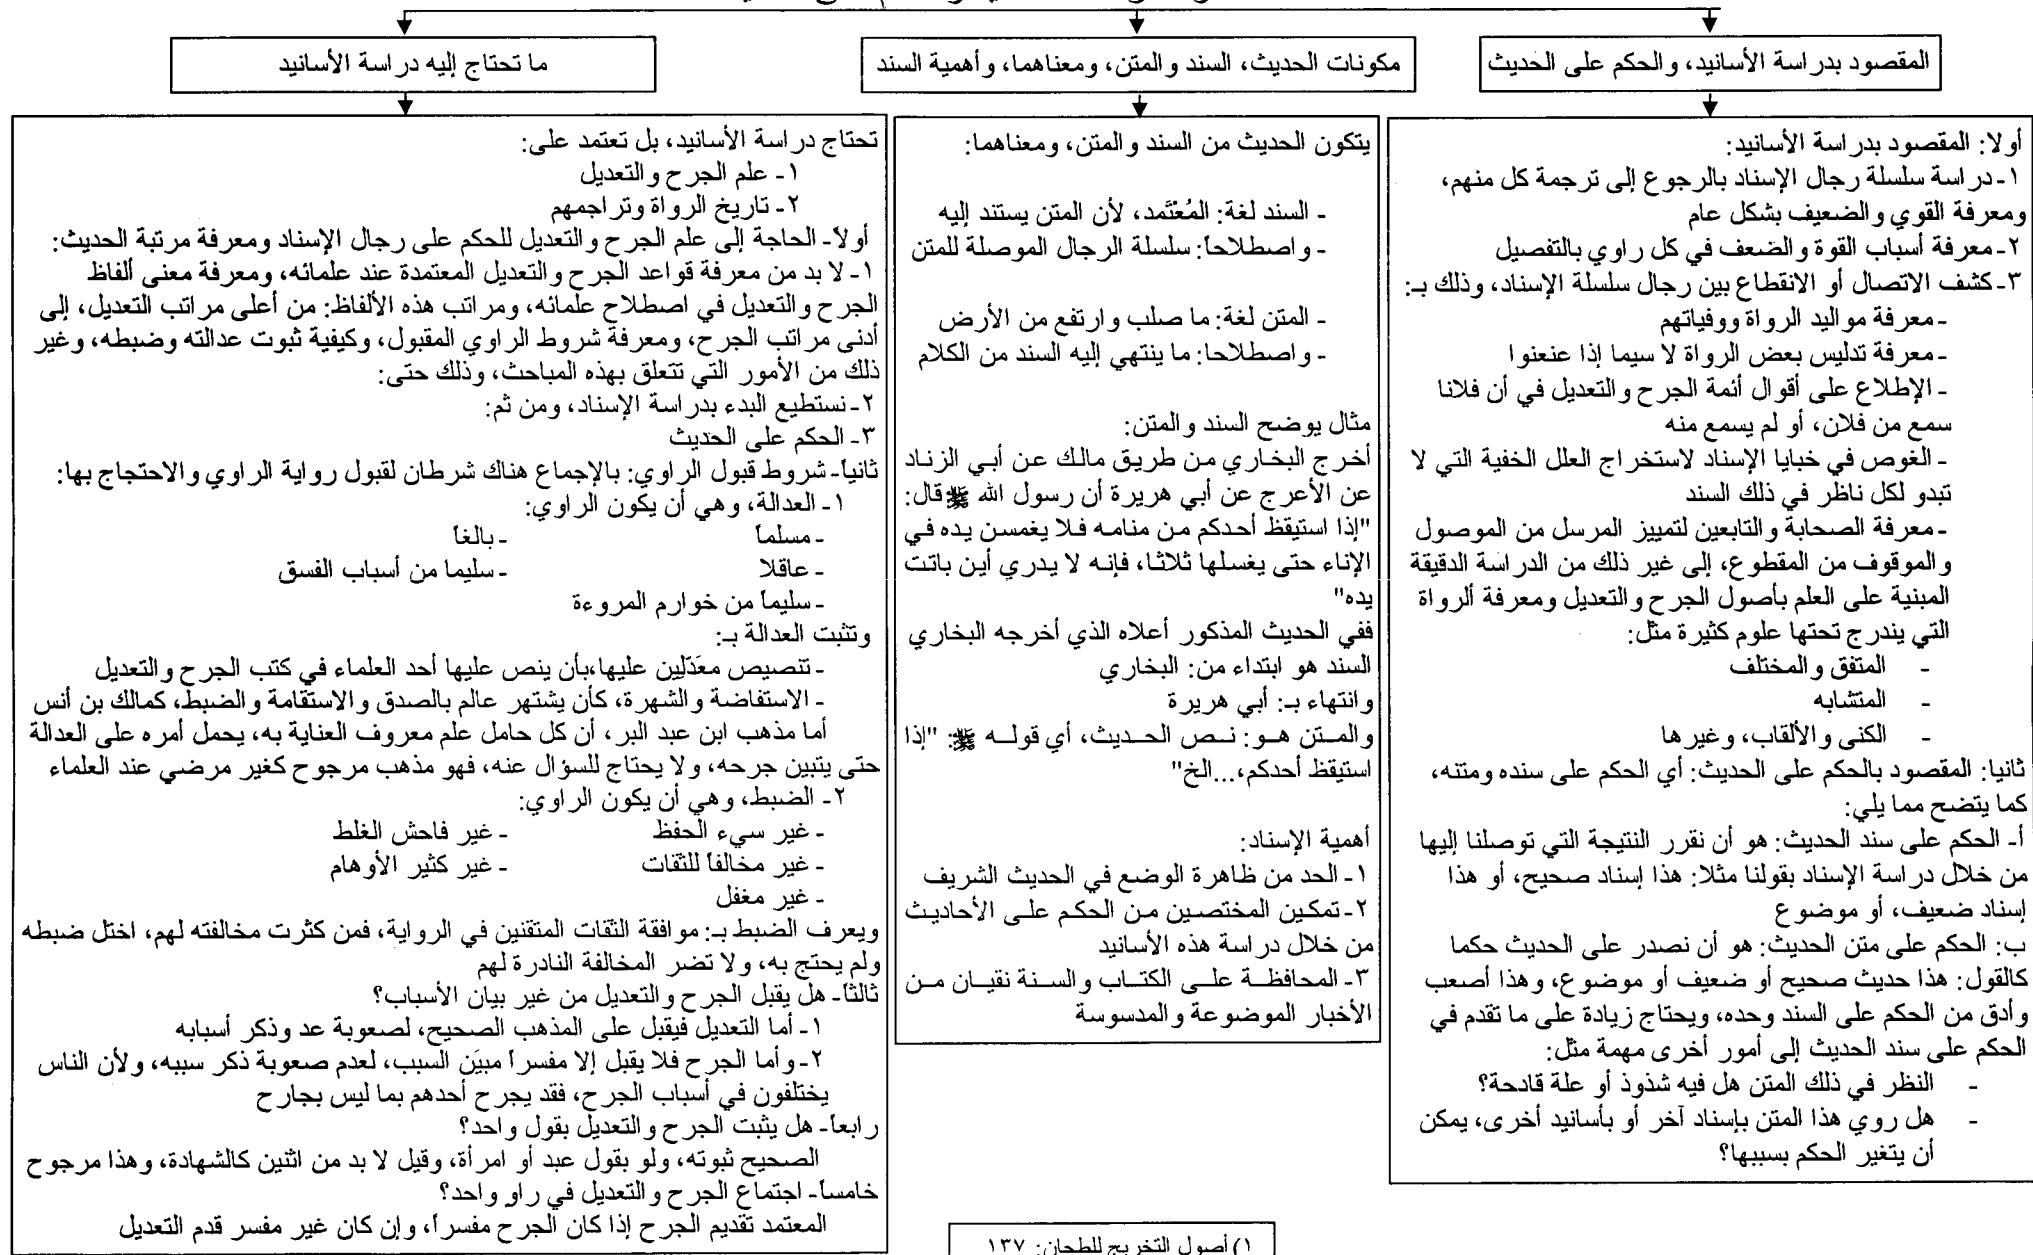 المقصود بدراسة الأسانيد، والحكم على الحديث
مكونات الحديث، السند والمتن، ومعناهما، وأهمية السند
ما تحتاج إليه دراسة الأسانيد
أولا: المقصود بدراسة الأسانيد:
١- دراسة سلسلة رجال الإسناد بالرجوع إلى ترجمة كل منهم،
ومعرفة القوي والضعيف بشكل عام
٢- معرفة أسباب القوة والضعف في كل راوي بالتفصيل
٣- كشف الاتصال أو الانقطاع بين رجال سلسلة الإسناد، وذلك بـ:
- معرفة مواليد الرواة ووفياتهم
- معرفة تدليس بعض الرواة لا سيما إذا عنعنوا
- الإطلاع على أقوال أئمة الجرح والتعديل في أن فلانا
سمع من فلان، أو لم يسمع منه
- الغوص في خبايا الإسناد لاستخراج العلل الخفية التي لا
تبدو لكل ناظر في ذلك السند
- معرفة الصحابة والتابعين لتمييز المرسل من الموصول
والموقوف من المقطوع، إلى غير ذلك من الدراسة الدقيقة
المبنية على العلم بأصول الجرح والتعديل ومعرفة ألرواة
التي يندرج تحتها علوم كثيرة مثل:
- المتفق والمختلف
- المتشابه
- الكنى والألقاب، وغيرها
ثانيا: المقصود بالحكم على الحديث: أي الحكم على سنده ومتنه،
كما يتضح مما يلي:
أ- الحكم على سند الحديث: هو أن نقرر النتيجة التي توصلنا إليها
من خلال دراسة الإسناد بقولنا مثلا: هذا إسناد صحيح، أو هذا
إسناد ضعيف، أو موضوع
ب: الحكم على متن الحديث: هو أن نصدر على الحديث حكما
كالقول: هذا حديث صحيح أو ضعيف أو موضوع، وهذا أصعب
وأدق من الحكم على السند وحده، ويحتاج زيادة على ما تقدم في
الحكم على سند الحديث إلى أمور أخرى مهمة مثل:
- النظر في ذلك المتن هل فيه شذوذ أو علة قادحة؟
- هل روي هذا المتن بإسناد آخر أو بأسانيد أخرى، يمكن
أن يتغير الحكم بسببها؟
يتكون الحديث من السند والمتن، ومعناهما:
- السند لغة: المُعْتَمد، لأن المتن يستند إليه
- واصطلاحاً: سلسلة الرجال الموصلة للمتن
- المتن لغة: ما صلب وارتفع من الأرض
- واصطلاحا: ما ينتهي إليه السند من الكلام
مثال يوضح السند والمتن:
أخرج البخاري من طريق مالك عن أبي الزناد
عن الأعرج عن أبي هريرة أن رسول الله ﷺ قال:
"إذا استيقظ أحدكم من منامه فلا يغمسن يده في
الإناء حتى يغسلها ثلاثا، فإنه لا يدري أين باتت
يده"
ففي الحديث المذكور أعلاه الذي أخرجه البخاري
السند هو ابتداء من: البخاري
وانتهاء بـ: أبي هريرة
والمــتن هــو: نــص الحــديث، أي قولــه ﷺ: "إذا
استيقظ أحدكم،...الخ"
أهمية الإسناد:
١- الحد من ظاهرة الوضع في الحديث الشريف
٢- تمكين المختصين من الحكم على الأحاديث
من خلال دراسة هذه الأسانيد
٣- المحافظــة علــى الكتــاب والســنة نقيــان مــن
الأخبار الموضوعة والمدسوسة
تحتاج دراسة الأسانيد، بل تعتمد على:
١- علم الجرح والتعديل
٢- تاريخ الرواة وتراجمهم
أولاً- الحاجة إلى علم الجرح والتعديل للحكم على رجال الإسناد ومعرفة مرتبة الحديث:
١- لا بد من معرفة قواعد الجرح والتعديل المعتمدة عند علمائه، ومعرفة معنى ألفاظ
الجرح والتعديل في اصطلاح علمائه، ومراتب هذه الألفاظ: من أعلى مراتب التعديل، إلى
أدنى مراتب الجرح، ومعرفة شروط الراوي المقبول، وكيفية ثبوت عدالته وضبطه، وغير
ذلك من الأمور التي تتعلق بهذه المباحث، وذلك حتى:
٢- نستطيع البدء بدراسة الإسناد، ومن ثم:
٣- الحكم على الحديث
ثانياً- شروط قبول الراوي: بالإجماع هناك شرطان لقبول رواية الراوي والاحتجاج بها:
١- العدالة، وهي أن يكون الراوي:
- مسلماً - بالغاً
- عاقلا - سليما من أسباب الفسق
- سليماً من خوارم المروءة
وتثبت العدالة بـ:
- تنصيص معَدّلِين عليها،بأن ينص عليها أحد العلماء في كتب الجرح والتعديل
- الاستفاضة والشهرة، كأن يشتهر عالم بالصدق والاستقامة والضبط، كمالك بن أنس
أما مذهب ابن عبد البر، أن كل حامل علم معروف العناية به، يحمل أمره على العدالة
حتى يتبين جرحه، ولا يحتاج للسؤال عنه، فهو مذهب مرجوح كغير مرضي عند العلماء
٢- الضبط، وهي أن يكون الراوي:
- غير سيء الحفظ - غير فاحش الغلط
- غير مخالفاً للثقات - غير كثير الأوهام
- غير مغفل
ويعرف الضبط بـ: موافقة الثقات المتقنين في الرواية، فمن كثرت مخالفته لهم، اختل ضبطه
ولم يحتج به، ولا تضر المخالفة النادرة لهم
ثالثاً- هل يقبل الجرح والتعديل من غير بيان الأسباب؟
١- أما التعديل فيقبل على المذهب الصحيح، لصعوبة عد وذكر أسبابه
٢- وأما الجرح فلا يقبل إلا مفسراً مبيَن السبب، لعدم صعوبة ذكر سببه، ولأن الناس
يختلفون في أسباب الجرح، فقد يجرح أحدهم بما ليس بجارح
رابعاً- هل يثبت الجرح والتعديل بقول واحد؟
الصحيح ثبوته، ولو بقول عبد أو امرأة، وقيل لا بد من اثنين كالشهادة، وهذا مرجوح
خامساً- اجتماع الجرح والتعديل في راوٍ واحد؟
المعتمد تقديم الجرح إذا كان الجرح مفسراً، وإن كان غير مفسر قدم التعديل
١) أصول التخريج للطحان: ١٣٧